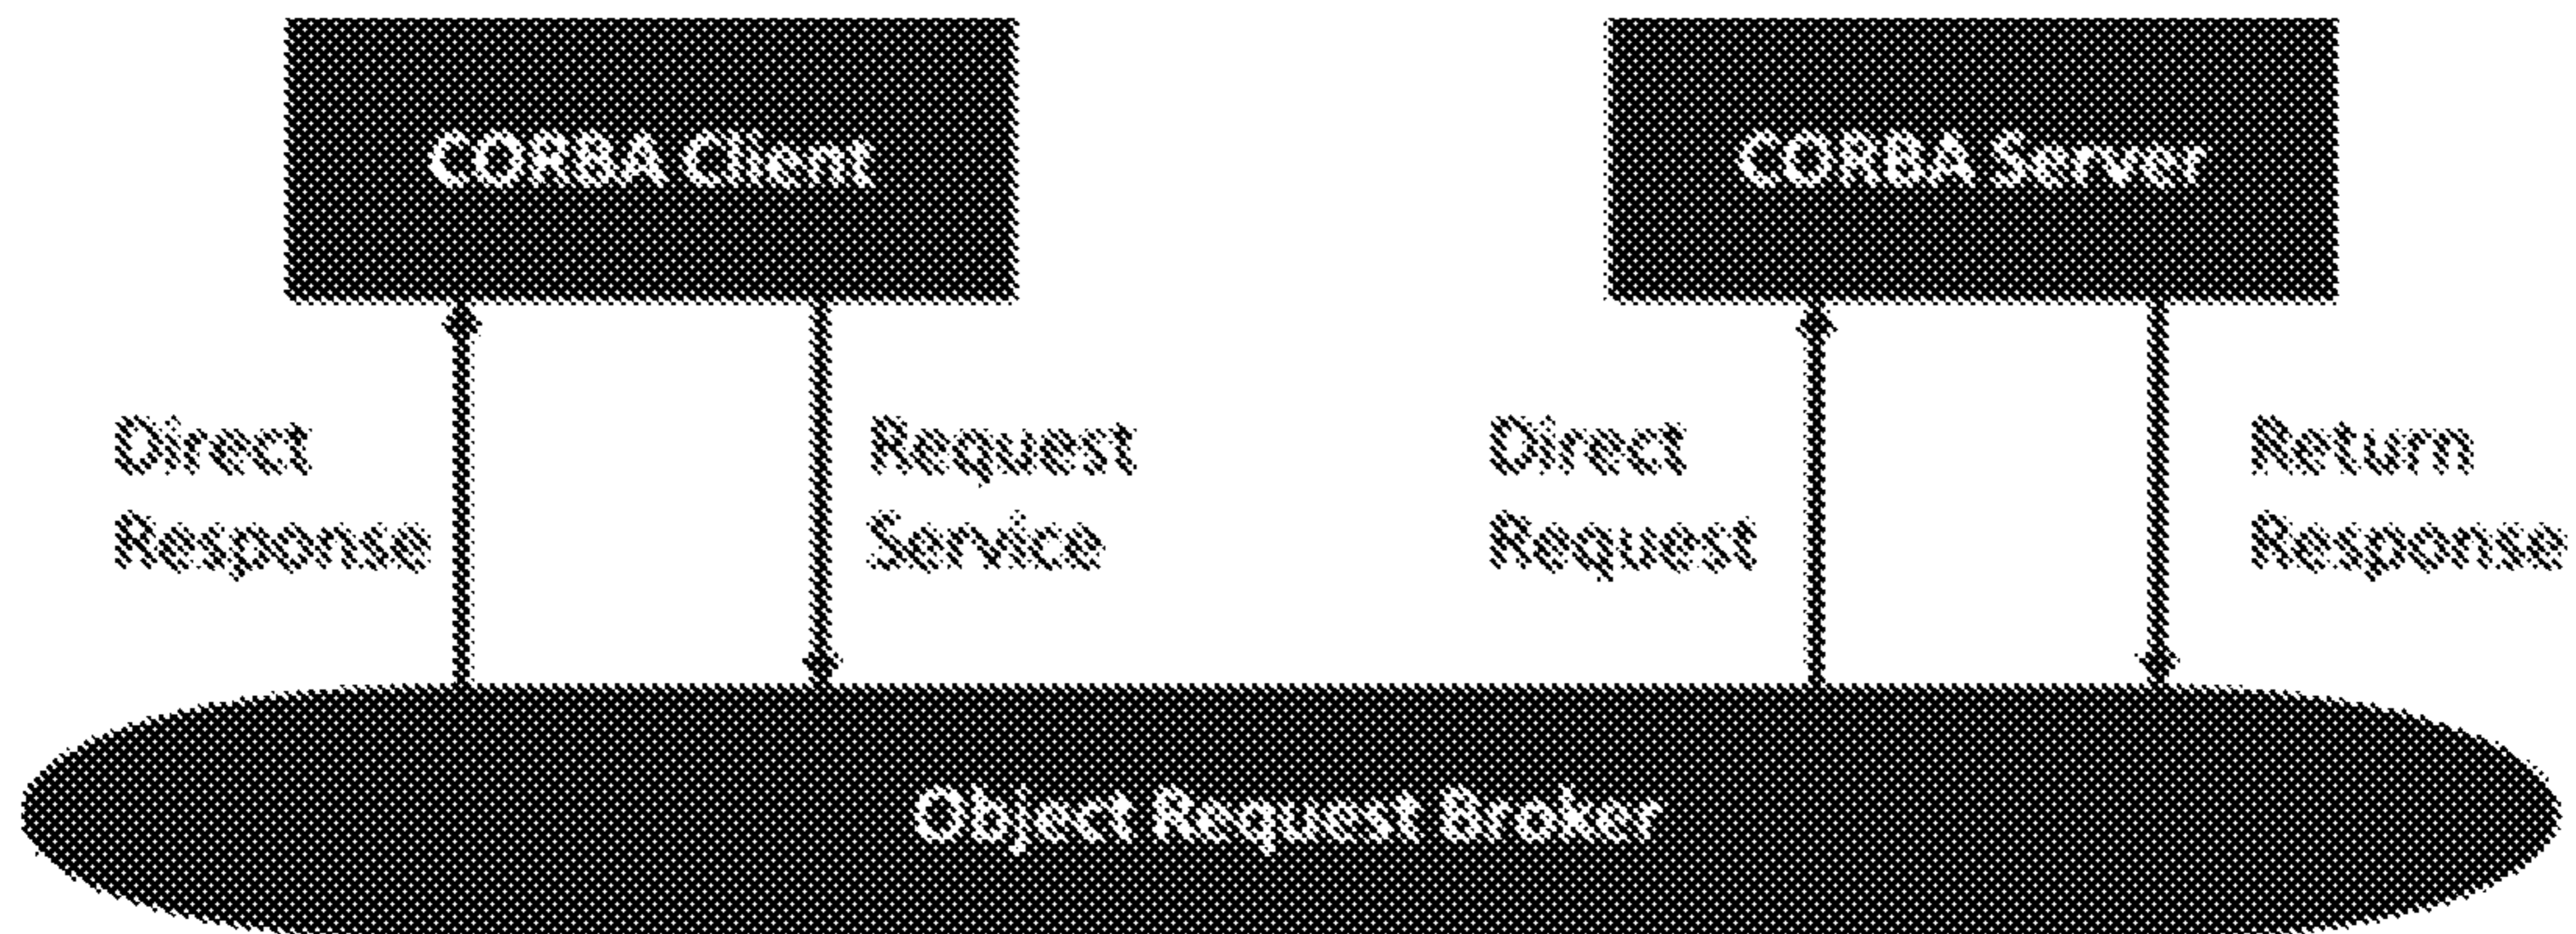 CORBA Client
CORBA Server
Direct
Response
Request
Service
Direct
Request
Return
Response
Object Request Broker